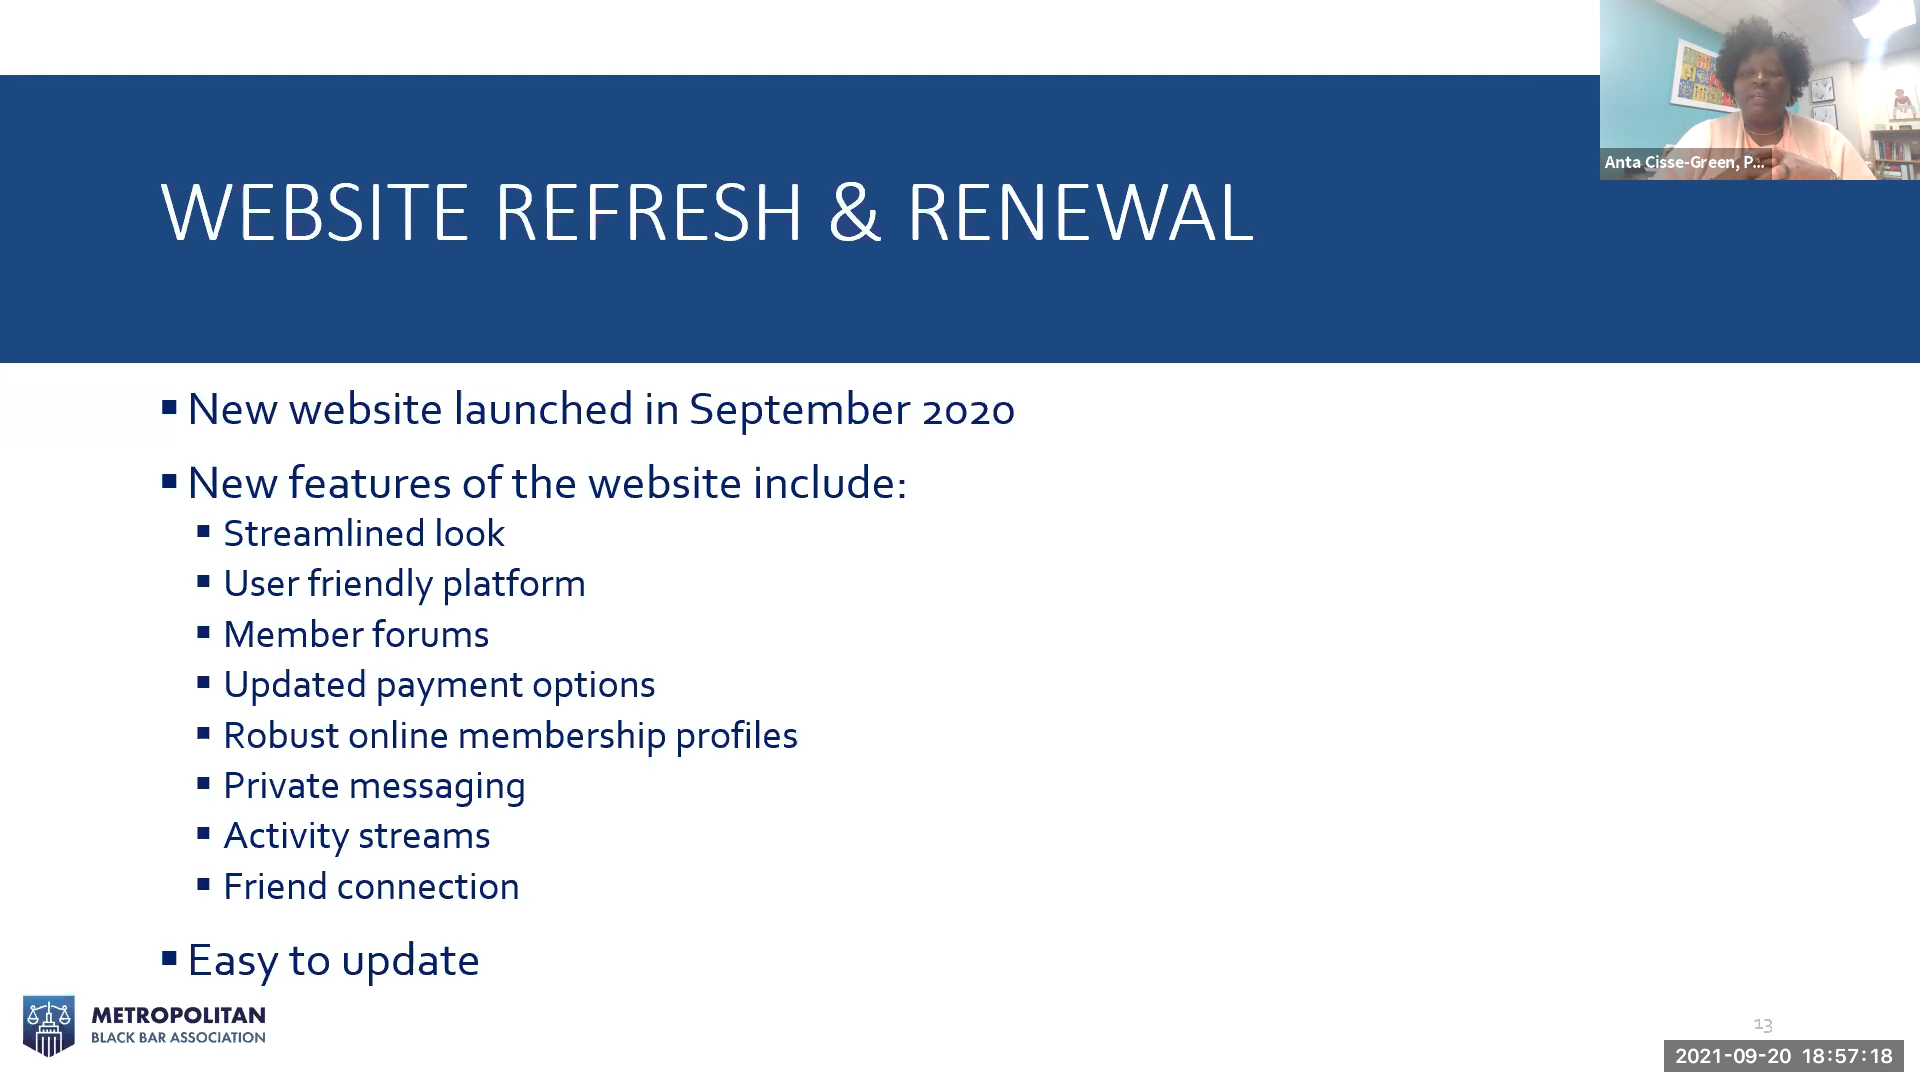 Anta Cisse-Green, P...
WEBSITE REFRESH & RENEWAL
New website launched in September 2020
New features of the website include:
Streamlined look
User friendly platform
Member forums
Updated payment options
Robust online membership profiles
Private messaging
Activity streams
Friend connection
Easy to update
METROPOLITAN
BLACK BAR ASSOCIATION
13
2021-09-20 18:57:18